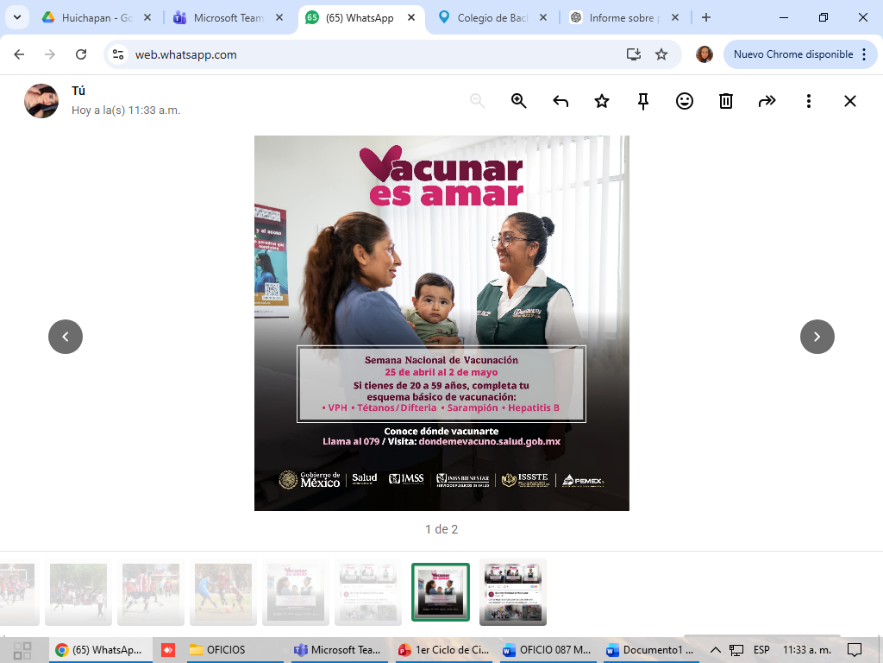 Huichapan - Go
Microsoft Team
(65) WhatsApp
Colegio de Bac
Informe sobre p
web.whatsapp.com
Nuevo Chrome disponible
Tú
Hoy a la(s) 11:33 a.m.
Vacunar
es amar
Semana Nacional de Vacunación
25 de abril al 2 de mayo
Si tienes de 20 a 59 años, completa tu
esquema básico de vacunación:
• VPH • Tétanos/Difteria • Sarampión • Hepatitis B
Conoce dónde vacunarte
Llama al 079 / Visita: dondemevacuno.salud.gob.mx
Gobierno de México Salud IMSS IMSS BIENESTAR ISSSTE PEMEX
1 de 2
(65) WhatsAp...
OFICIOS
Microsoft Tea...
1er Ciclo de Ci...
OFICIO 087 M...
Documento1 ...
ESP
11:33 a. m.